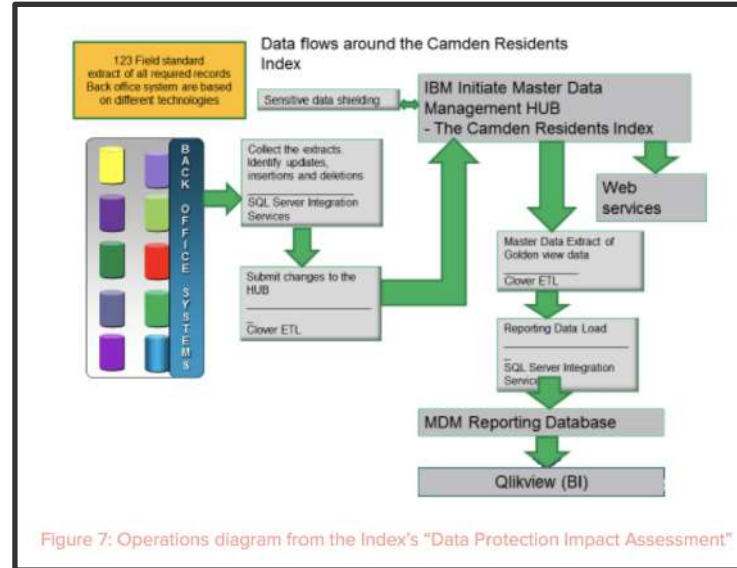 123 Field standard
extract of all required records
Back office system are based
on different technologies
Data flows around the Camden Residents
Index
Sensitive data shielding
IBM Initiate Master Data
Management HUB
- The Camden Residents Index
BACK OFFICE SYSTEMS
Collect the extracts.
Identify updates,
insertions and deletions
SQL Server Integration
Services
Submit changes to the
HUB
Clover ETL
Web
services
Master Data Extract of
Golden view data
Clover ETL
Reporting Data Load
SQL Server Integration
Services
MDM Reporting Database
Qlikview (BI)
Figure 7: Operations diagram from the Index's “Data Protection Impact Assessment”